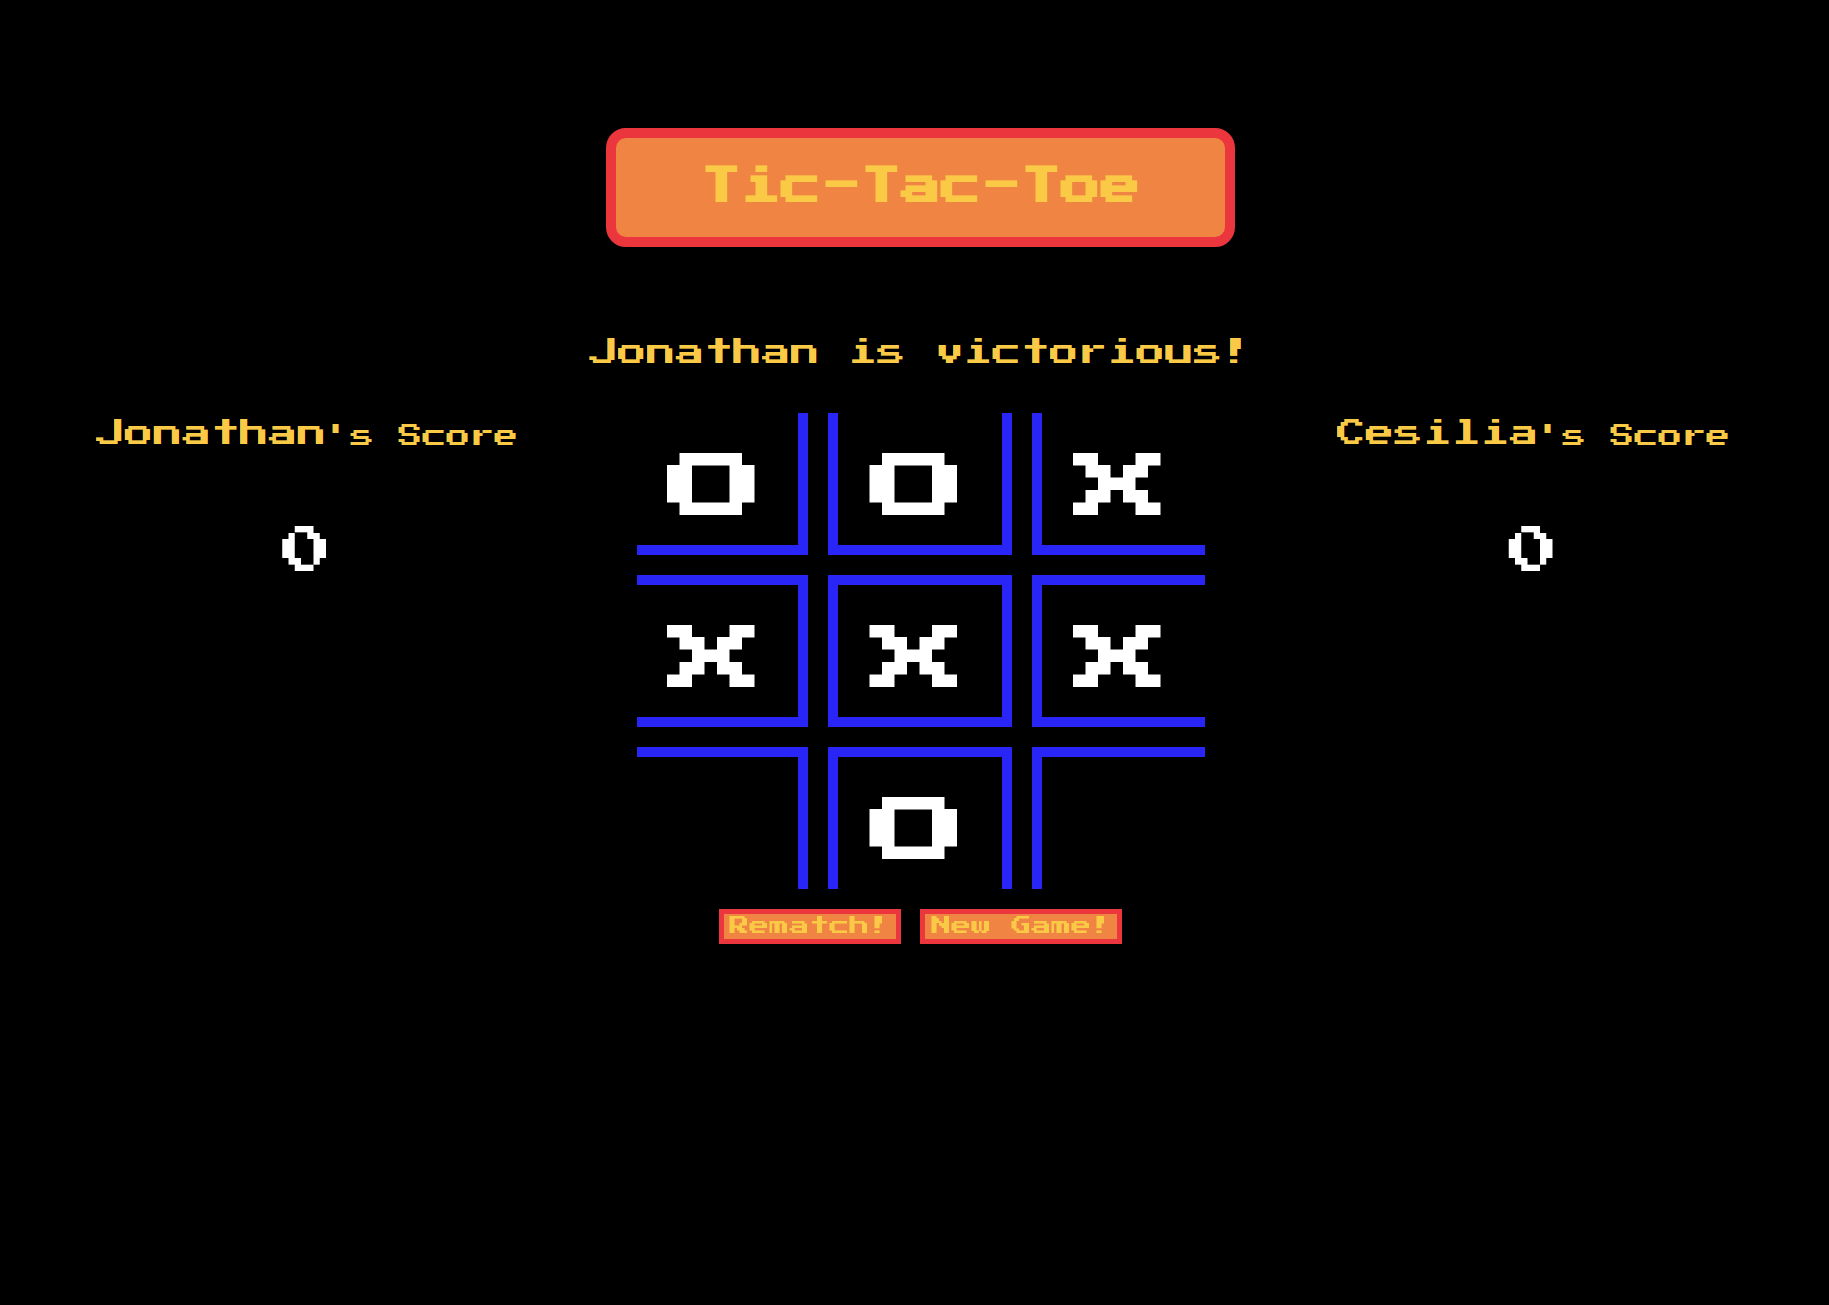 Tic-Tac-Toe
Jonathan is victorious!
Jonathan's Score
Cesilia's Score
O O X
0
0
X X X
O
Rematch! New Game!